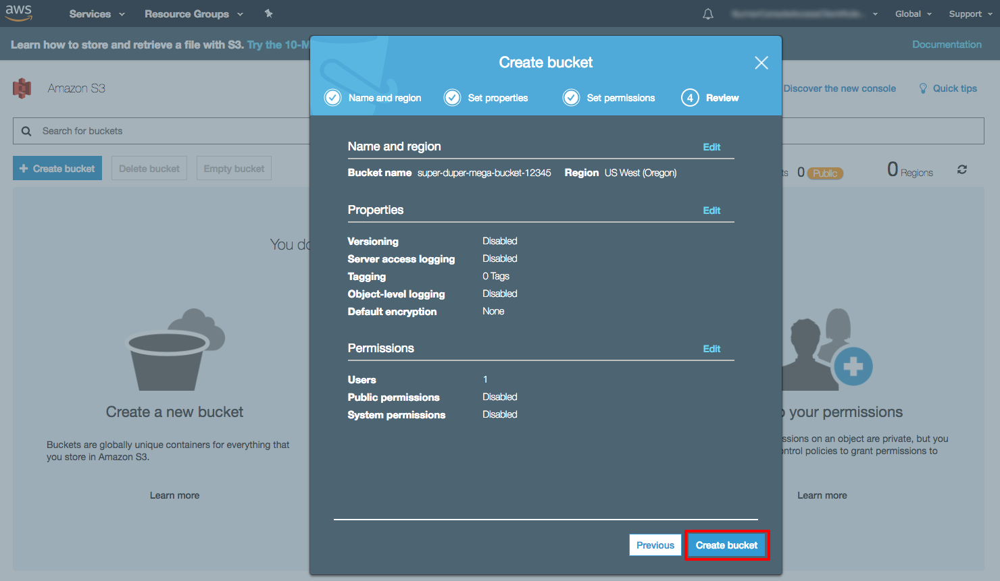 aws Services Resource Groups Global Support
Learn how to store and retrieve a file with S3. Try the 10-M Documentation
Amazon S3 Discover the new console Quick tips
Search for buckets
+ Create bucket Delete bucket Empty bucket ts 0 Public 0 Regions
You do
Create a new bucket
Buckets are globally unique containers for everything that
you store in Amazon S3.
Learn more
Create bucket
Name and region Set properties Set permissions 4 Review
Name and region Edit
Bucket name super-duper-mega-bucket-12345 Region US West (Oregon)
Properties Edit
Versioning Disabled
Server access logging Disabled
Tagging 0 Tags
Object-level logging Disabled
Default encryption None
Permissions Edit
Users 1
Public permissions Disabled
System permissions Disabled
Previous Create bucket
your permissions
ssions on an object are private, but you
ntrol policies to grant permissions to
Learn more